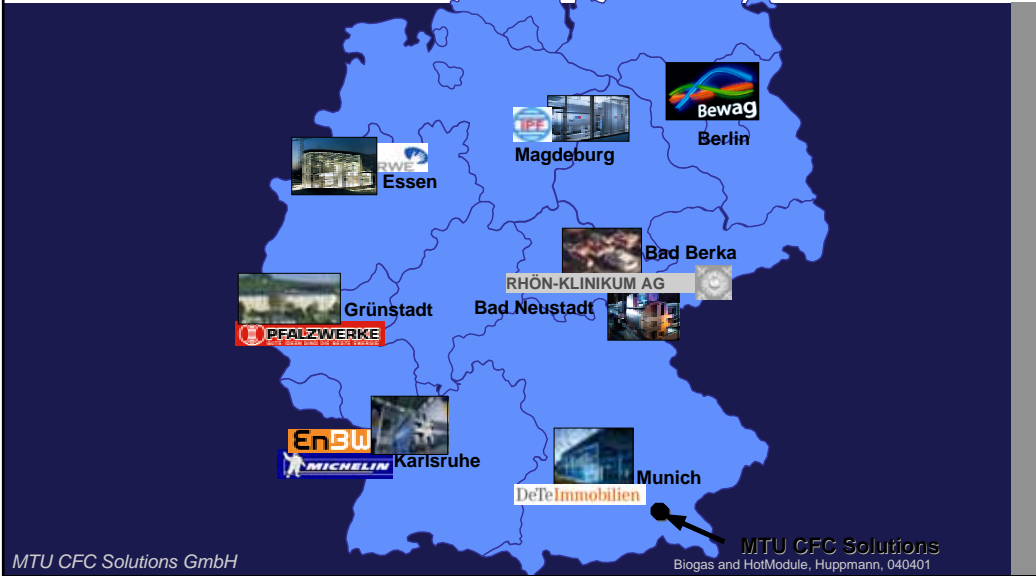 Bewag
Berlin
IPF
Magdeburg
RWE
Essen
Bad Berka
RHÖN-KLINIKUM AG
Grünstadt
Bad Neustadt
PFALZWERKE
EnBW
MICHELIN
Karlsruhe
Munich
DeTeImmobilien
MTU CFC Solutions
MTU CFC Solutions GmbH
Biogas and HotModule, Huppmann, 040401